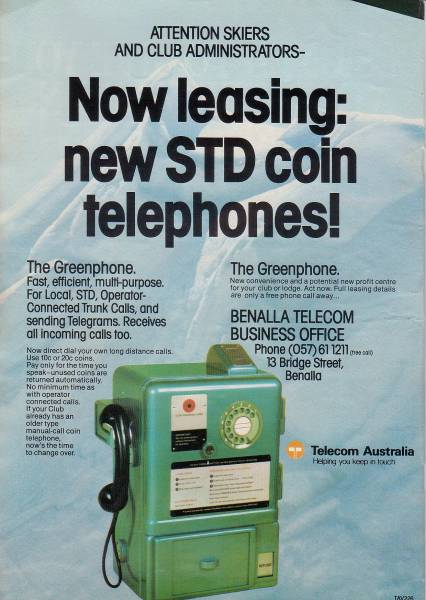 ATTENTION SKIERS
AND CLUB ADMINISTRATORS-
Now leasing:
new STD coin
telephones!
The Greenphone.
Fast, efficient, multi-purpose.
For Local, STD, Operator-
Connected Trunk Calls, and
sending Telegrams. Receives
all incoming calls too.
Now direct dial your own long distance calls.
Use 10c or 20c coins.
Pay only for the time you
speak-unused coins are
returned automatically.
No minimum time as
with operator
connected calls.
If your Club
already has an
older type
manual-call coin
telephone,
now's the time
to change over.
The Greenphone.
New convenience and a potential new profit centre
for your club or lodge. Act now. Full leasing details
are only a free phone call away...
BENALLA TELECOM
BUSINESS OFFICE
Phone (057) 61 1211 (free call)
13 Bridge Street,
Benalla
Telecom Australia
Helping you keep in touch